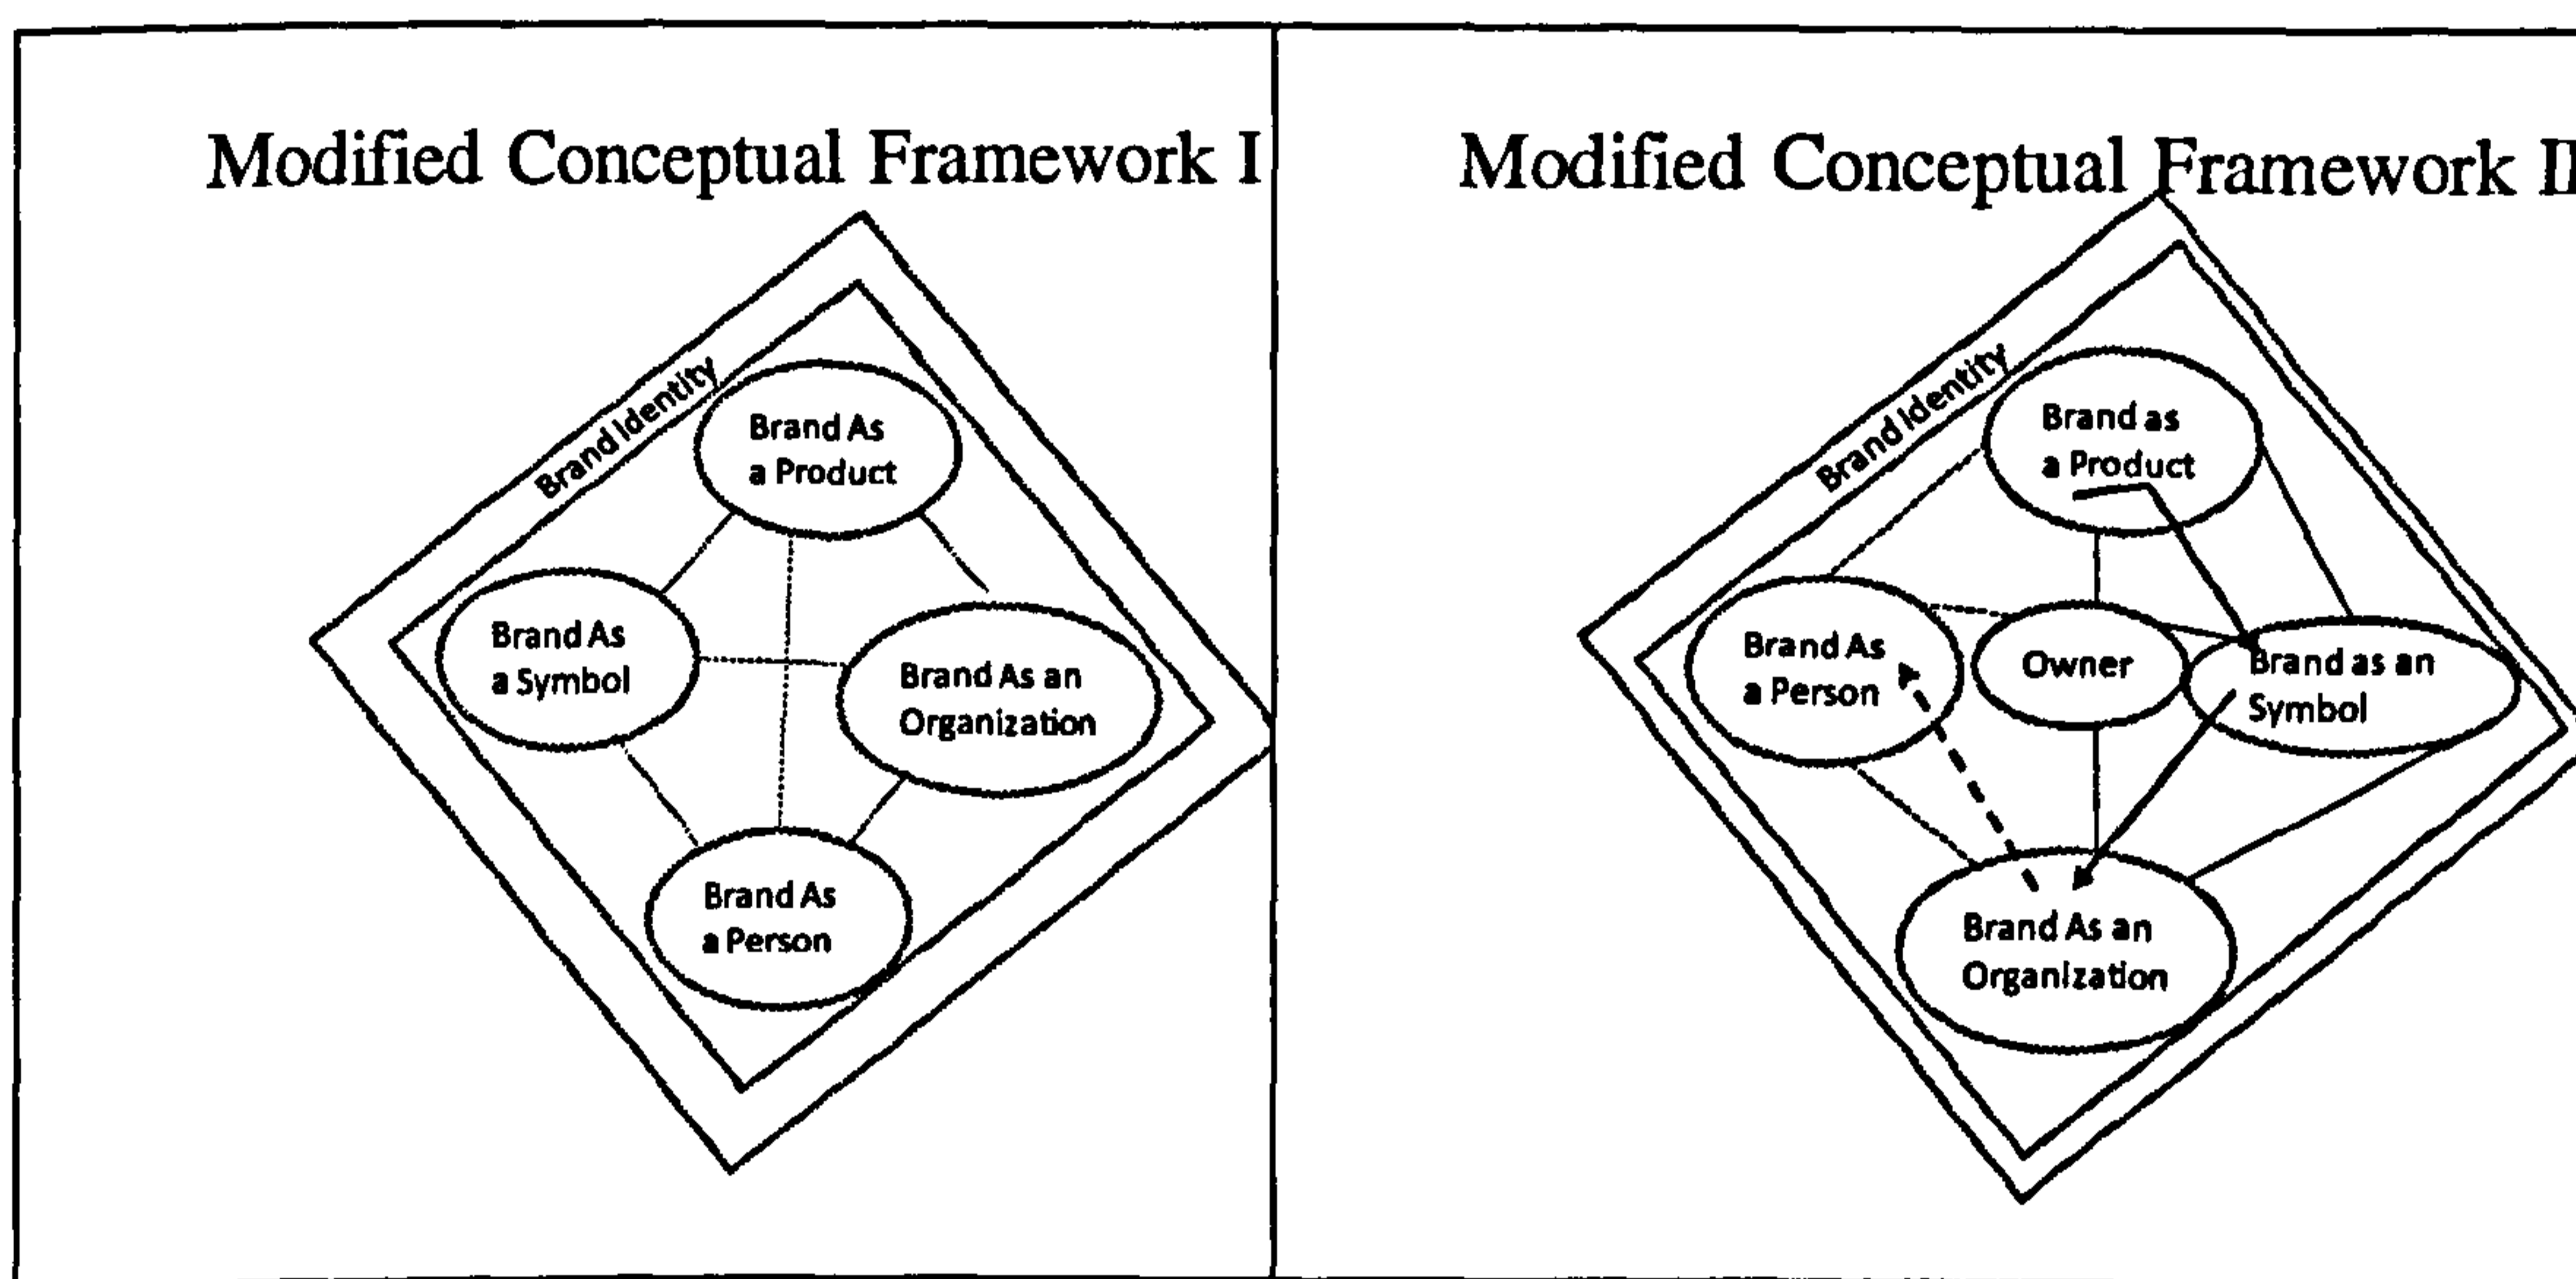 Modified Conceptual Framework I
Brand Identity
Brand As
a Product
Brand As
a Symbol
Brand As an
Organization
Brand As
a Person
Modified Conceptual Framework II
Brand Identity
Brand as
a Product
Brand As
a Person
Owner
Brand as an
Symbol
Brand As an
Organization